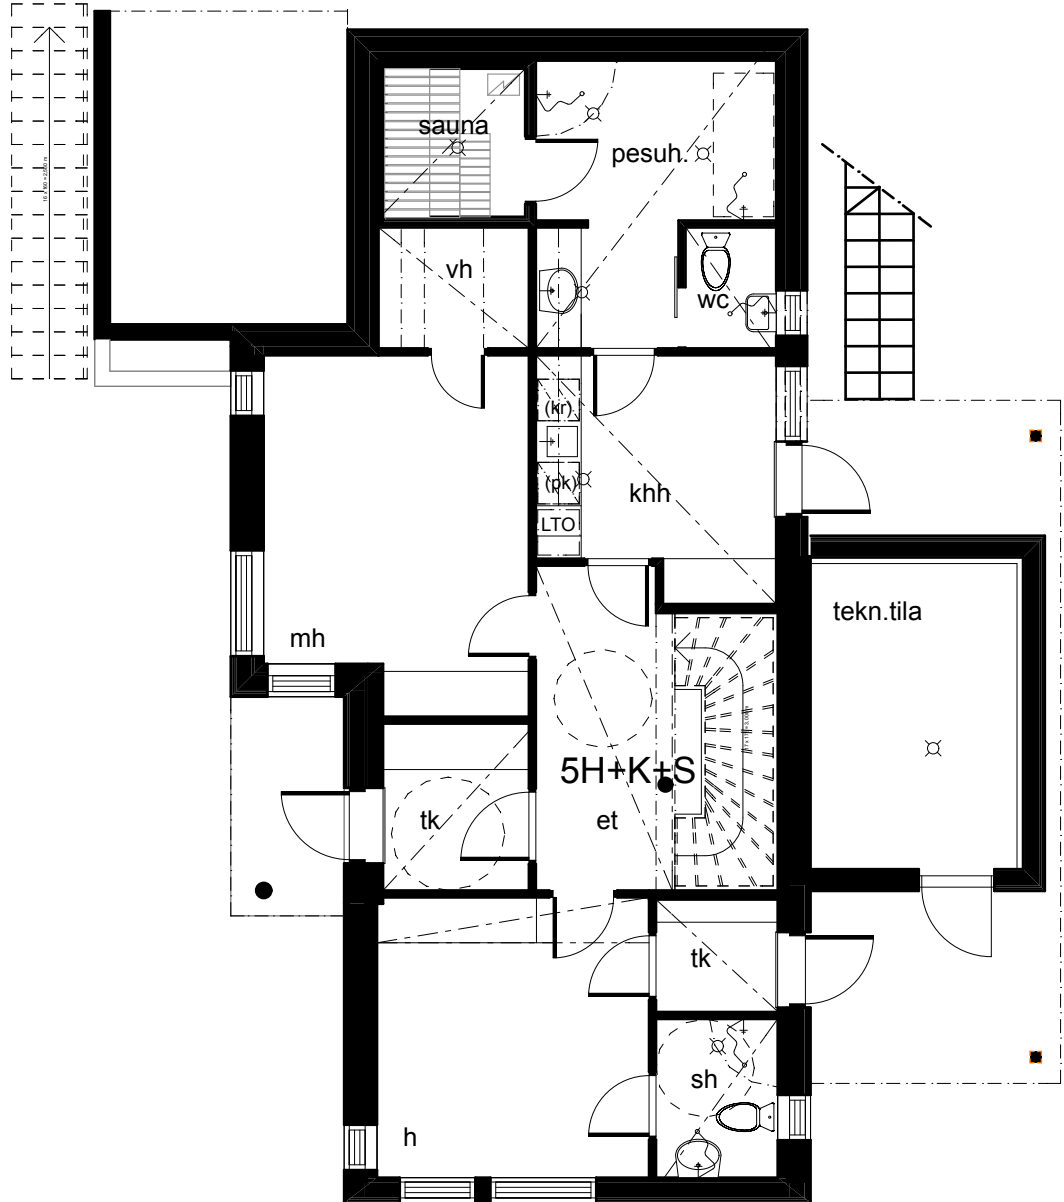 sauna
pesuh.
vh
wc
(kr)
(pk)
khh
LTO
tekn.tila
mh
5H+K+S
tk
et
tk
sh
h